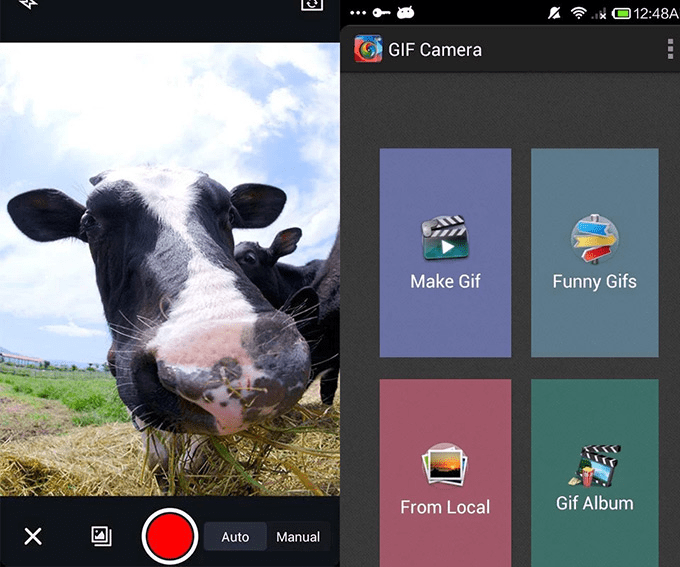 Auto
Manual
12:48A
GIF Camera
Make Gif
Funny Gifs
From Local
Gif Album